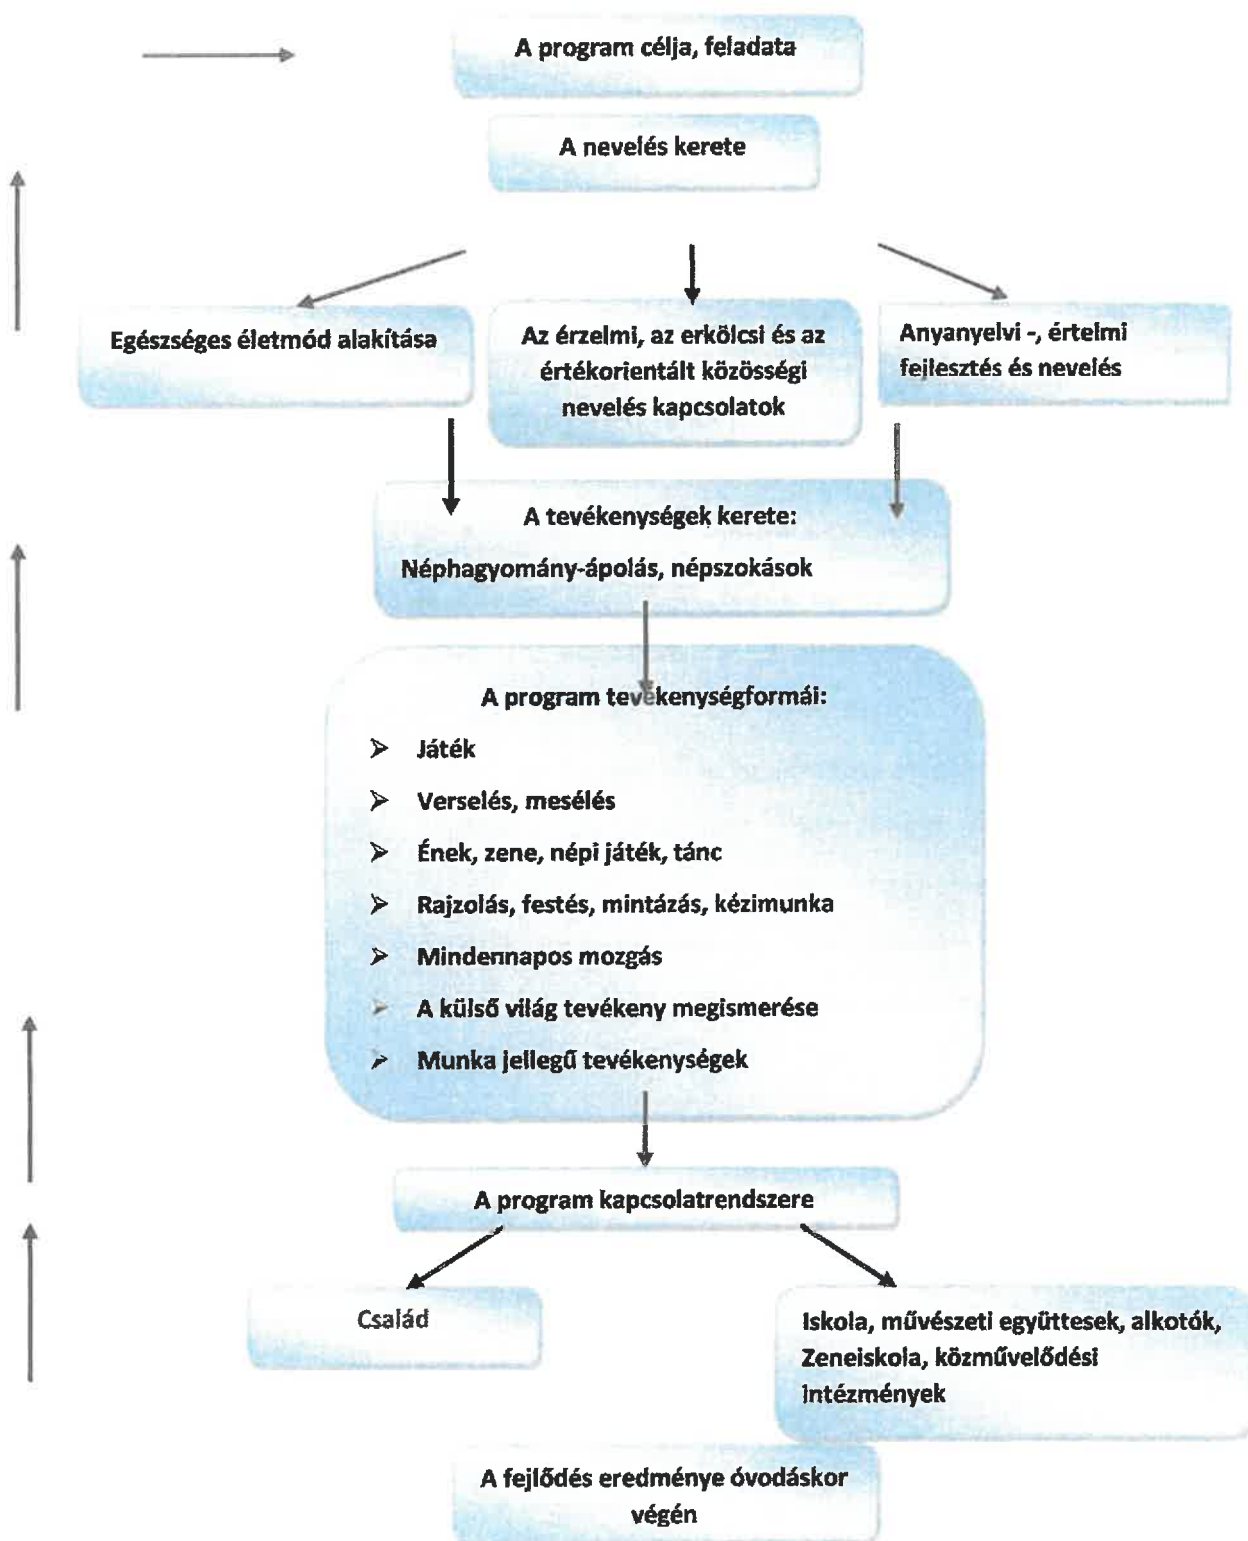 A program célja, feladata
A nevelés kerete
Egészséges életmód alakítása
Az érzelmi, az erkölcsi és az
értékorientált közösségi
nevelés kapcsolatok
Anyanyelvi -, értelmi
fejlesztés és nevelés
A tevékenységek kerete:
Néphagyomány-ápolás, népszokások
A program tevékenységformái:
Játék
Verselés, mesélés
Ének, zene, népi játék, tánc
Rajzolás, festés, mintázás, kézimunka
Mindennapos mozgás
A külső világ tevékeny megismerése
Munka jellegű tevékenységek
A program kapcsolatrendszere
Család
Iskola, művészeti együttesek, alkotók,
Zeneiskola, közművelődési
intézmények
A fejlődés eredménye óvodáskor
végén